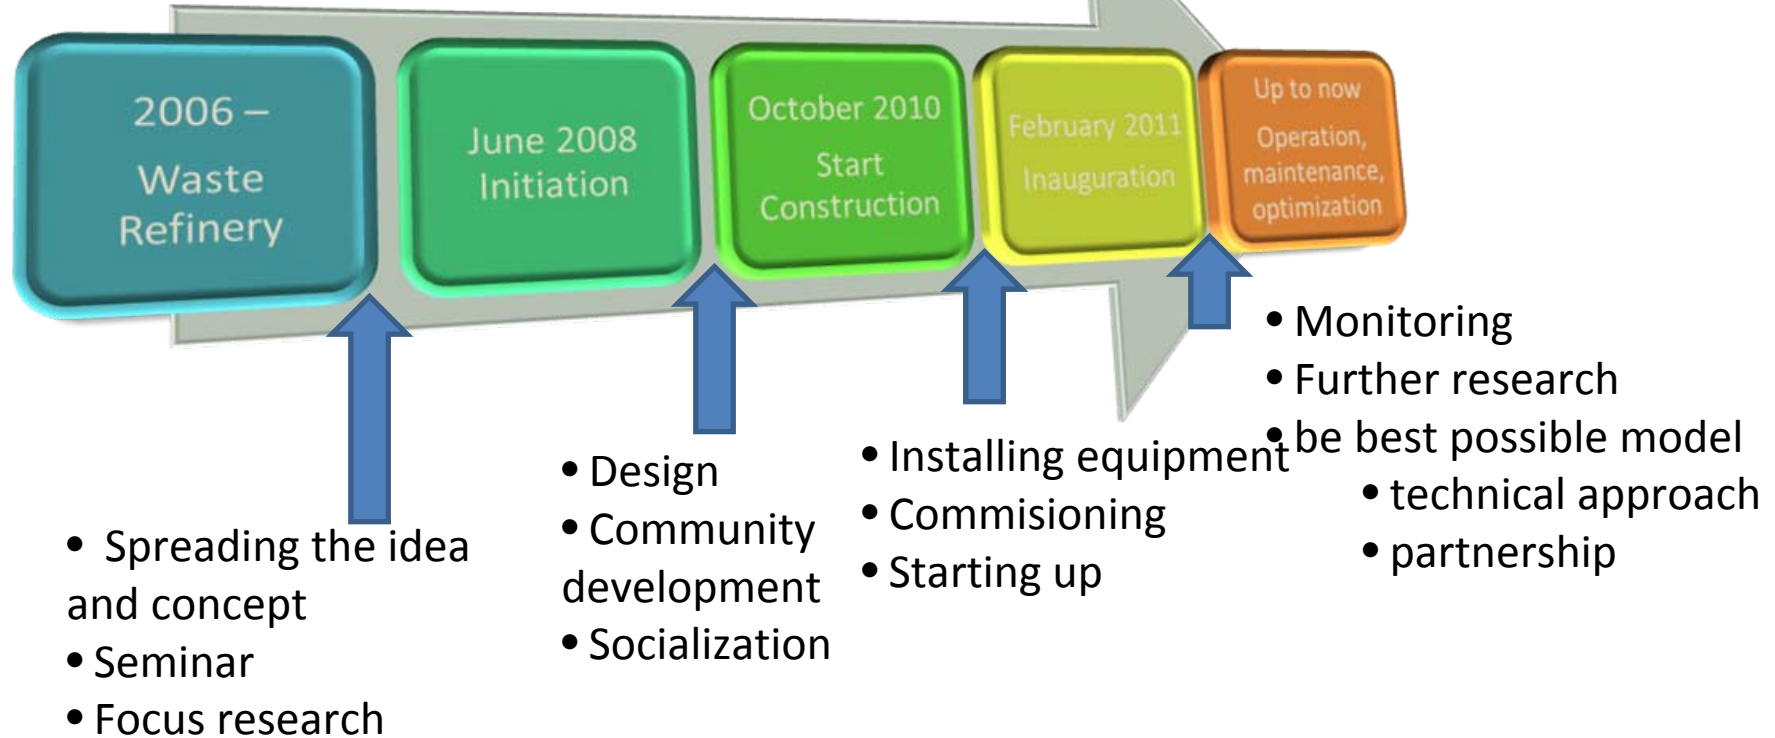 2006 –
Waste
Refinery
June 2008
Initiation
October 2010
Start
Construction
February 2011
Inauguration
Up to now
Operation,
maintenance,
optimization
• Spreading the idea
and concept
• Seminar
• Focus research
• Design
• Community
development
• Socialization
• Installing equipment
• Commisioning
• Starting up
• Monitoring
• Further research
• be best possible model
• technical approach
• partnership